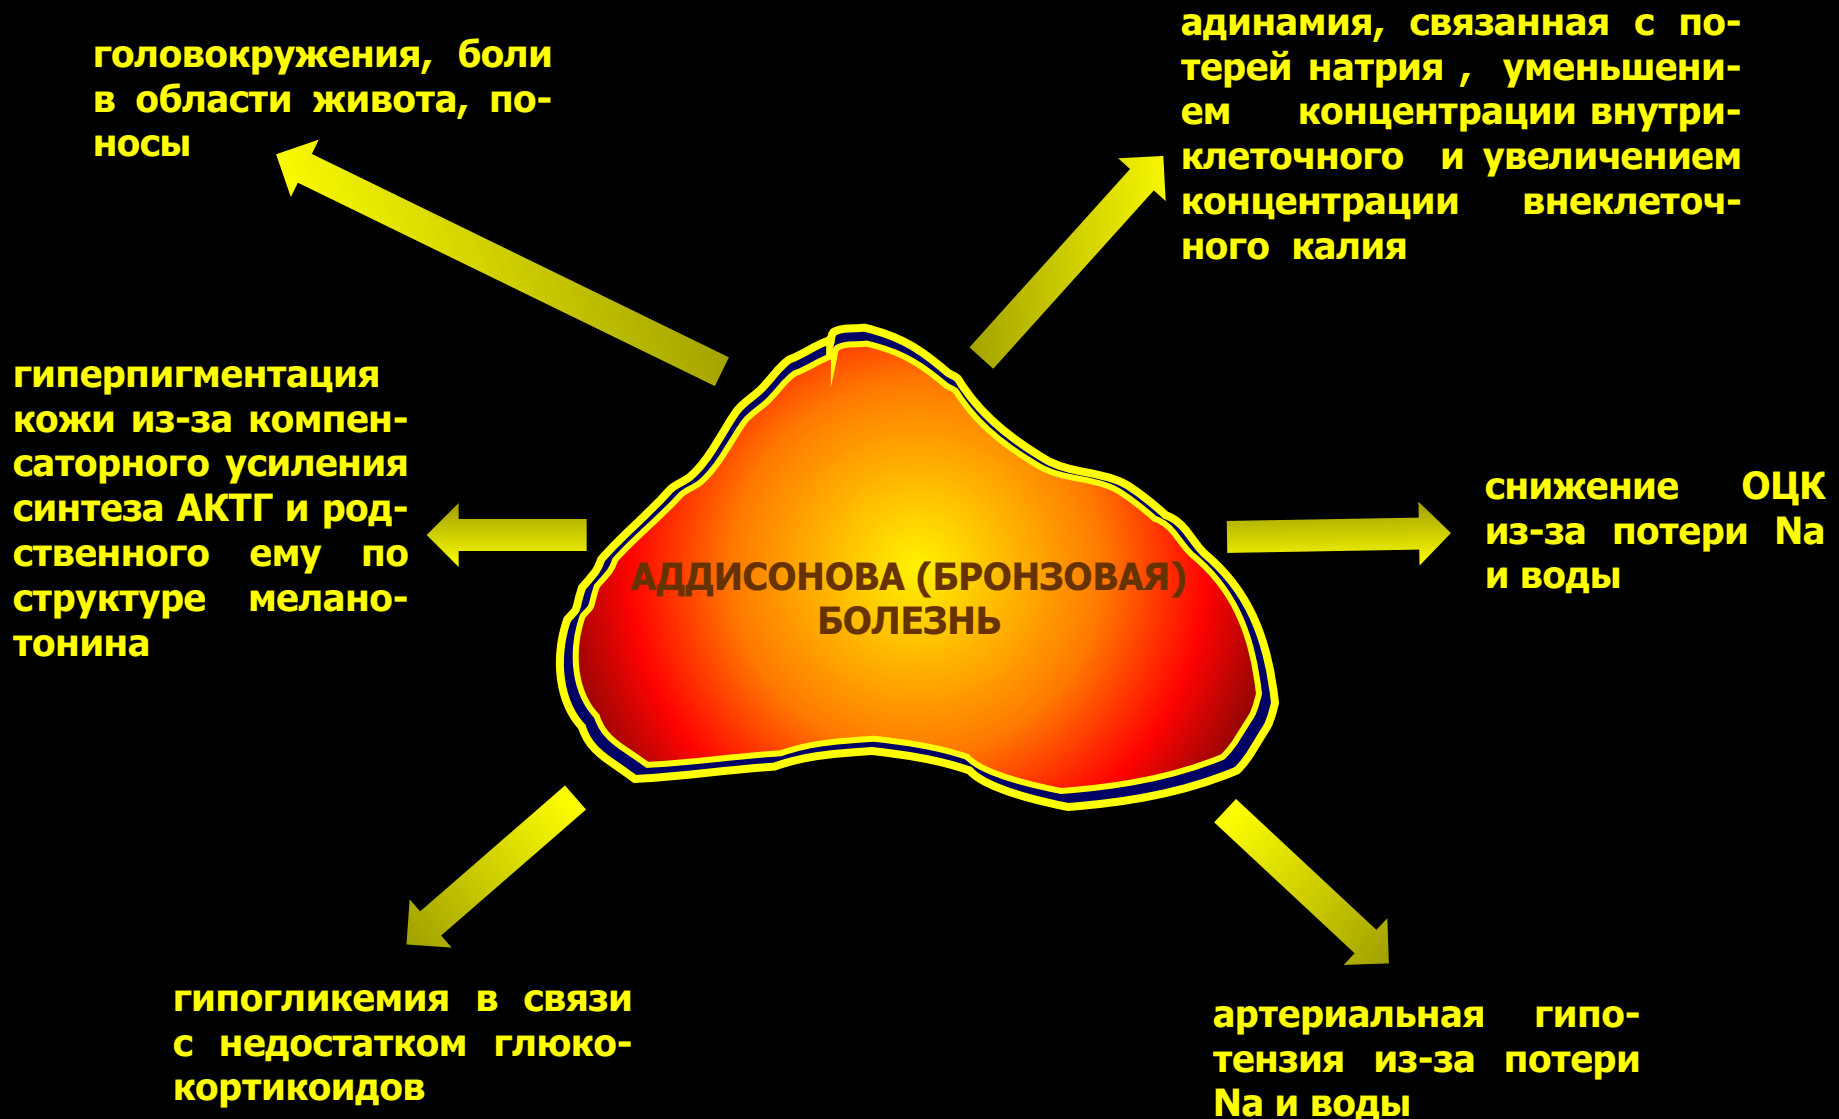 головокружения, боли
в области живота, по-
носы
адинамия, связанная с по-
терей натрия , уменьшени-
ем концентрации внутри-
клеточного и увеличением
концентрации внеклеточ-
ного калия
гиперпигментация
кожи из-за компен-
саторного усиления
синтеза АКТГ и род-
ственного ему по
структуре мелано-
тонина
АДДИСОНОВА (БРОНЗОВАЯ)
БОЛЕЗНЬ
снижение ОЦК
из-за потери Na
и воды
гипогликемия в связи
с недостатком глюко-
кортикоидов
артериальная гипо-
тензия из-за потери
Na и воды